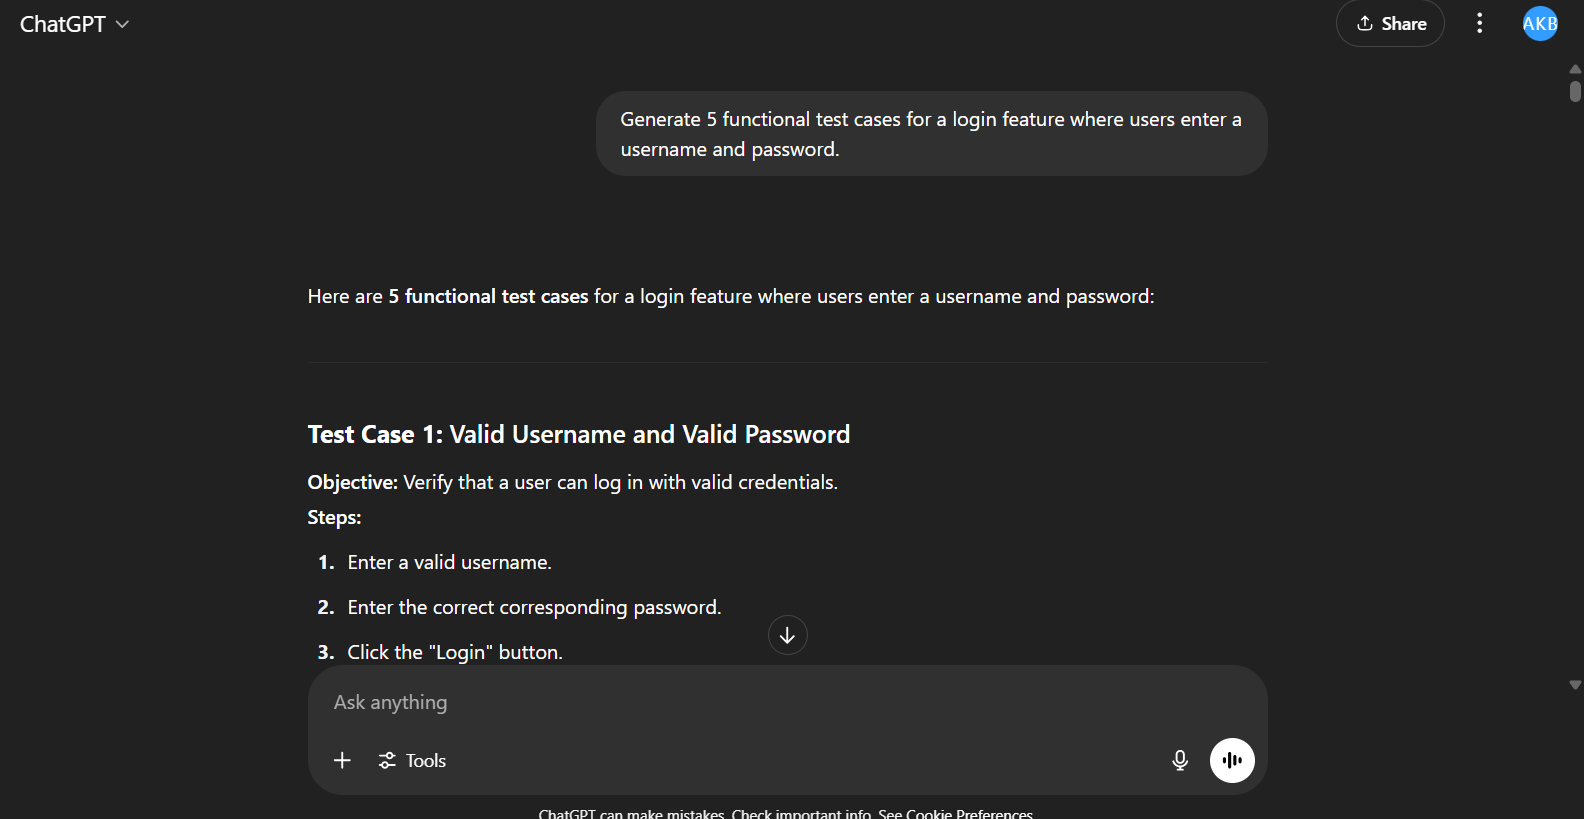 ChatGPT
Share
AKB
Generate 5 functional test cases for a login feature where users enter a
username and password.
Here are 5 functional test cases for a login feature where users enter a username and password:
Test Case 1: Valid Username and Valid Password
Objective: Verify that a user can log in with valid credentials.
Steps:
1. Enter a valid username.
2. Enter the correct corresponding password.
3. Click the "Login" button.
Ask anything
Tools
ChatGPT can make mistakes. Check important info. See Cookie Preferences.